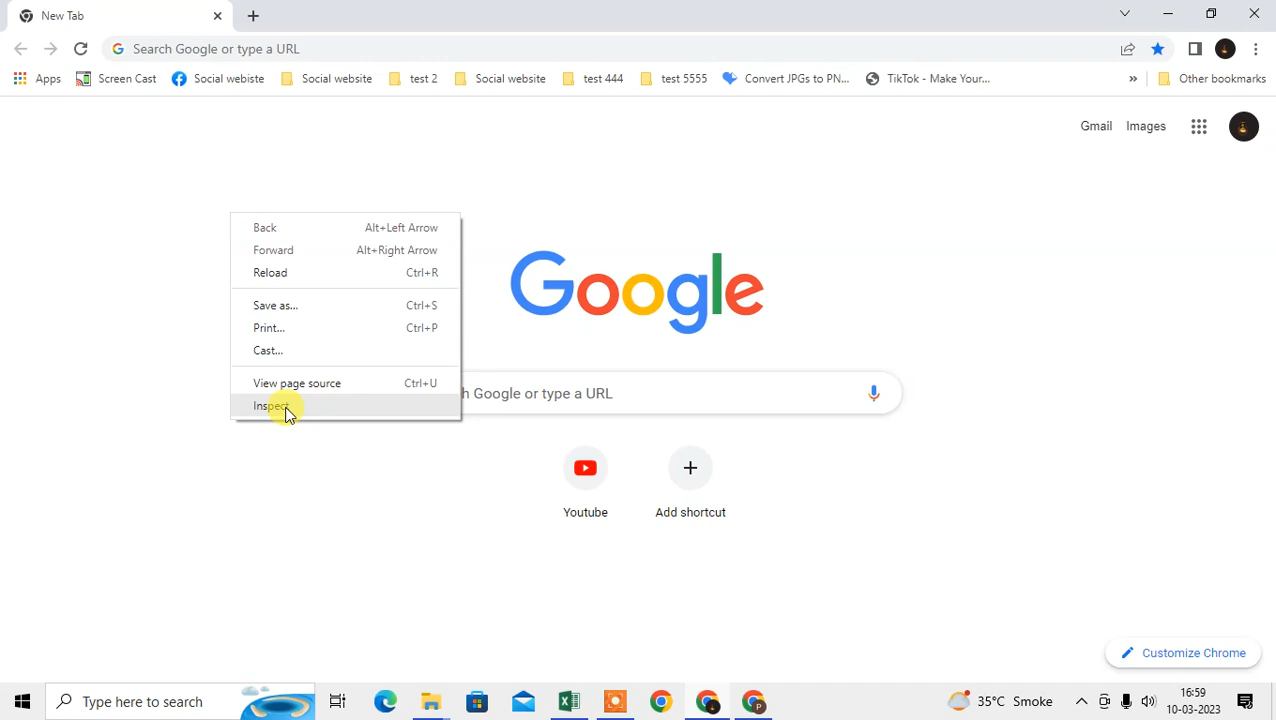 New Tab
Search Google or type a URL
Apps Screen Cast Social webiste Social website test 2 Social website test 444 test 5555 Convert JPGs to PN... TikTok - Make Your... » Other bookmarks
Gmail Images
Back Alt+Left Arrow
Forward Alt+Right Arrow
Reload Ctrl+R
Save as... Ctrl+S
Print... Ctrl+P
Cast...
View page source Ctrl+U
Inspect
Google
h Google or type a URL
Youtube Add shortcut
Customize Chrome
Type here to search
35°C Smoke
16:59
10-03-2023
P